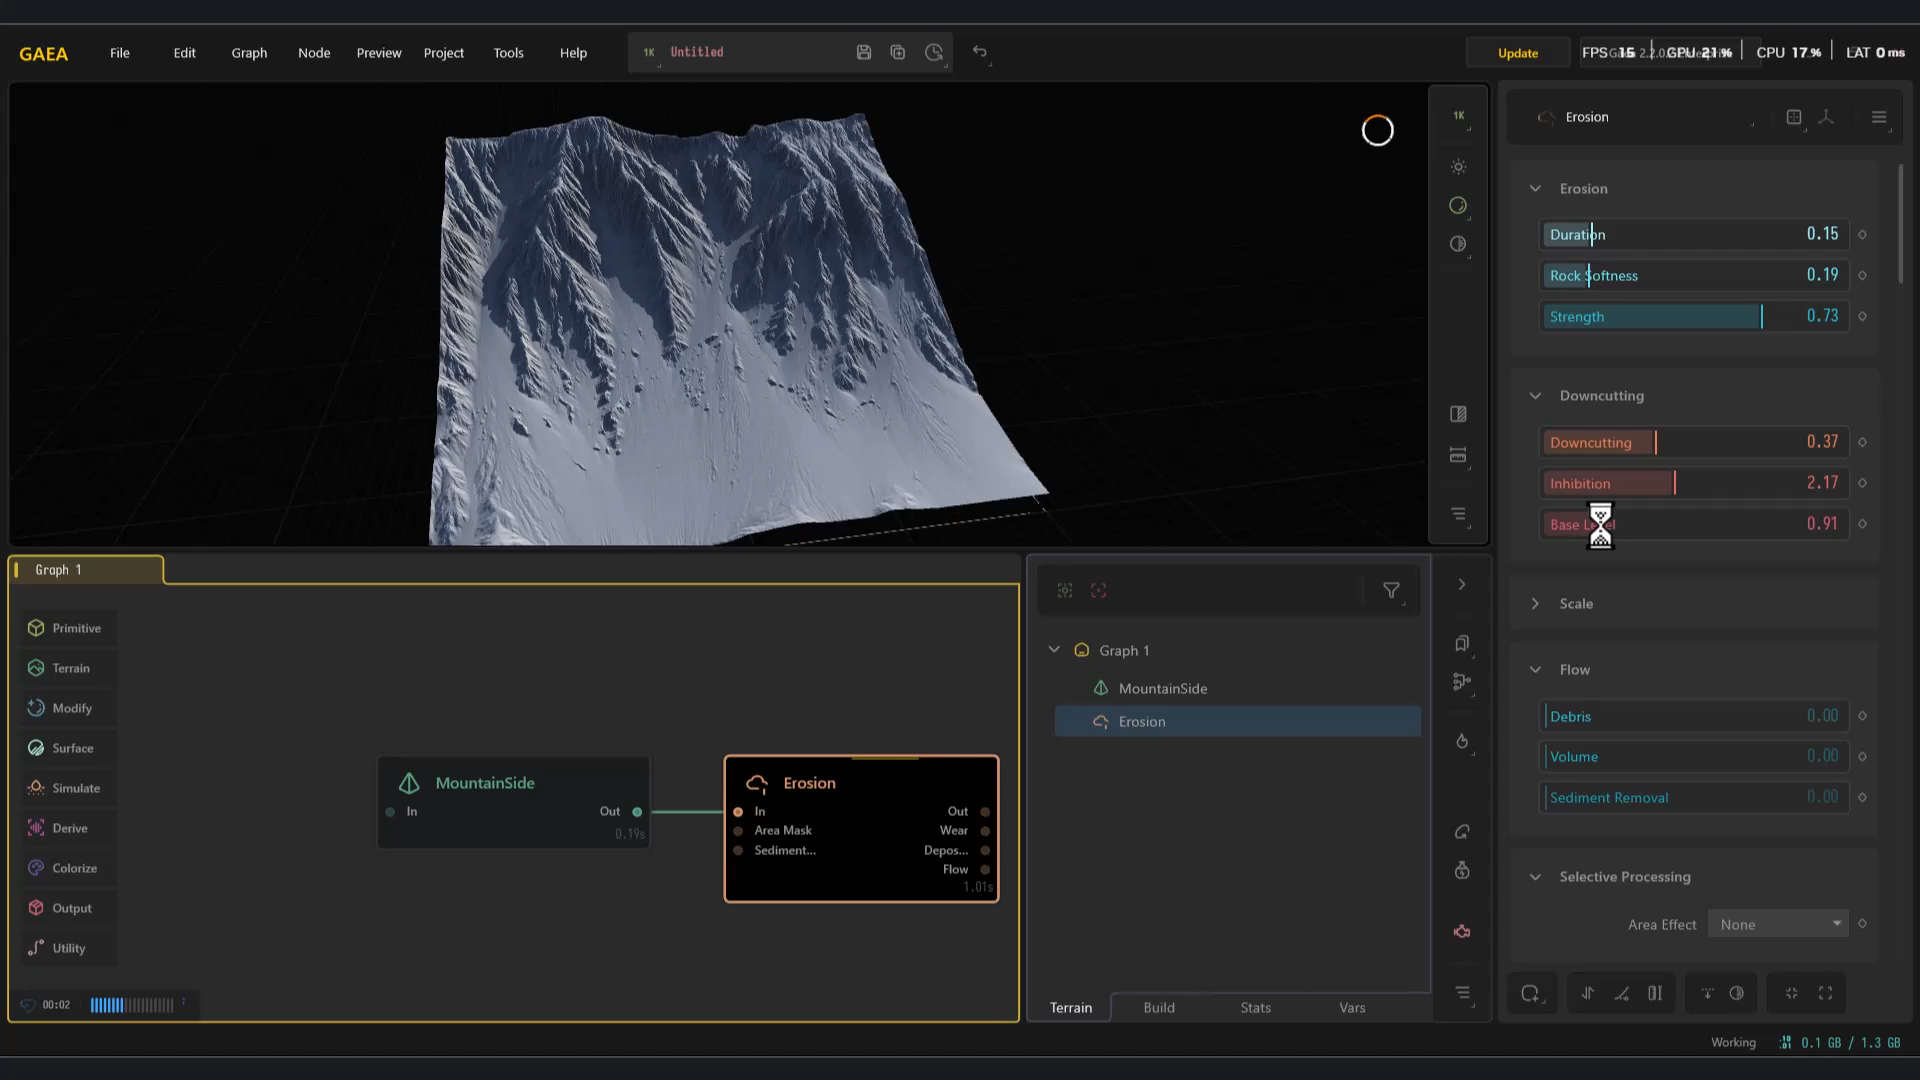 GAEA File Edit Graph Node Preview Project Tools Help 1K Untitled Update FPS 15 GPU 21 % CPU 17 % LAT 0 ms
1K
Erosion
Erosion
Duration 0.15
Rock Softness 0.19
Strength 0.73
Downcutting
Downcutting 0.37
Inhibition 2.17
Base 0.91
Scale
Flow
Debris 0.00
Volume 0.00
Sediment Removal 0.00
Selective Processing
Area Effect None
Graph 1
Primitive
Terrain
Modify
Surface
Simulate
Derive
Colorize
Output
Utility
00:02
MountainSide
In Out
0.19s
Erosion
In Out
Area Mask Wear
Sediment... Depos...
Flow
1.01s
Graph 1
MountainSide
Erosion
Terrain Build Stats Vars
Working 0.1 GB / 1.3 GB